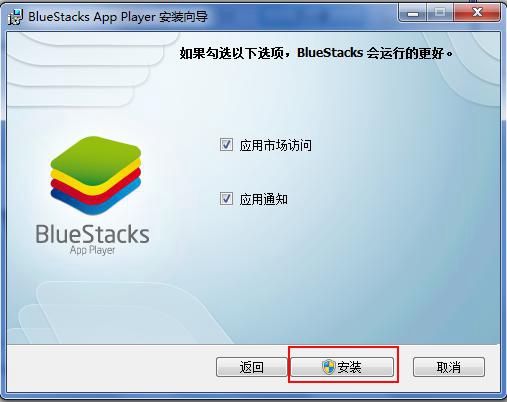 BlueStacks App Player 安装向导
如果勾选以下选项，BlueStacks 会运行的更好。
应用市场访问
应用通知
BlueStacks
App Player
返回
安装
取消